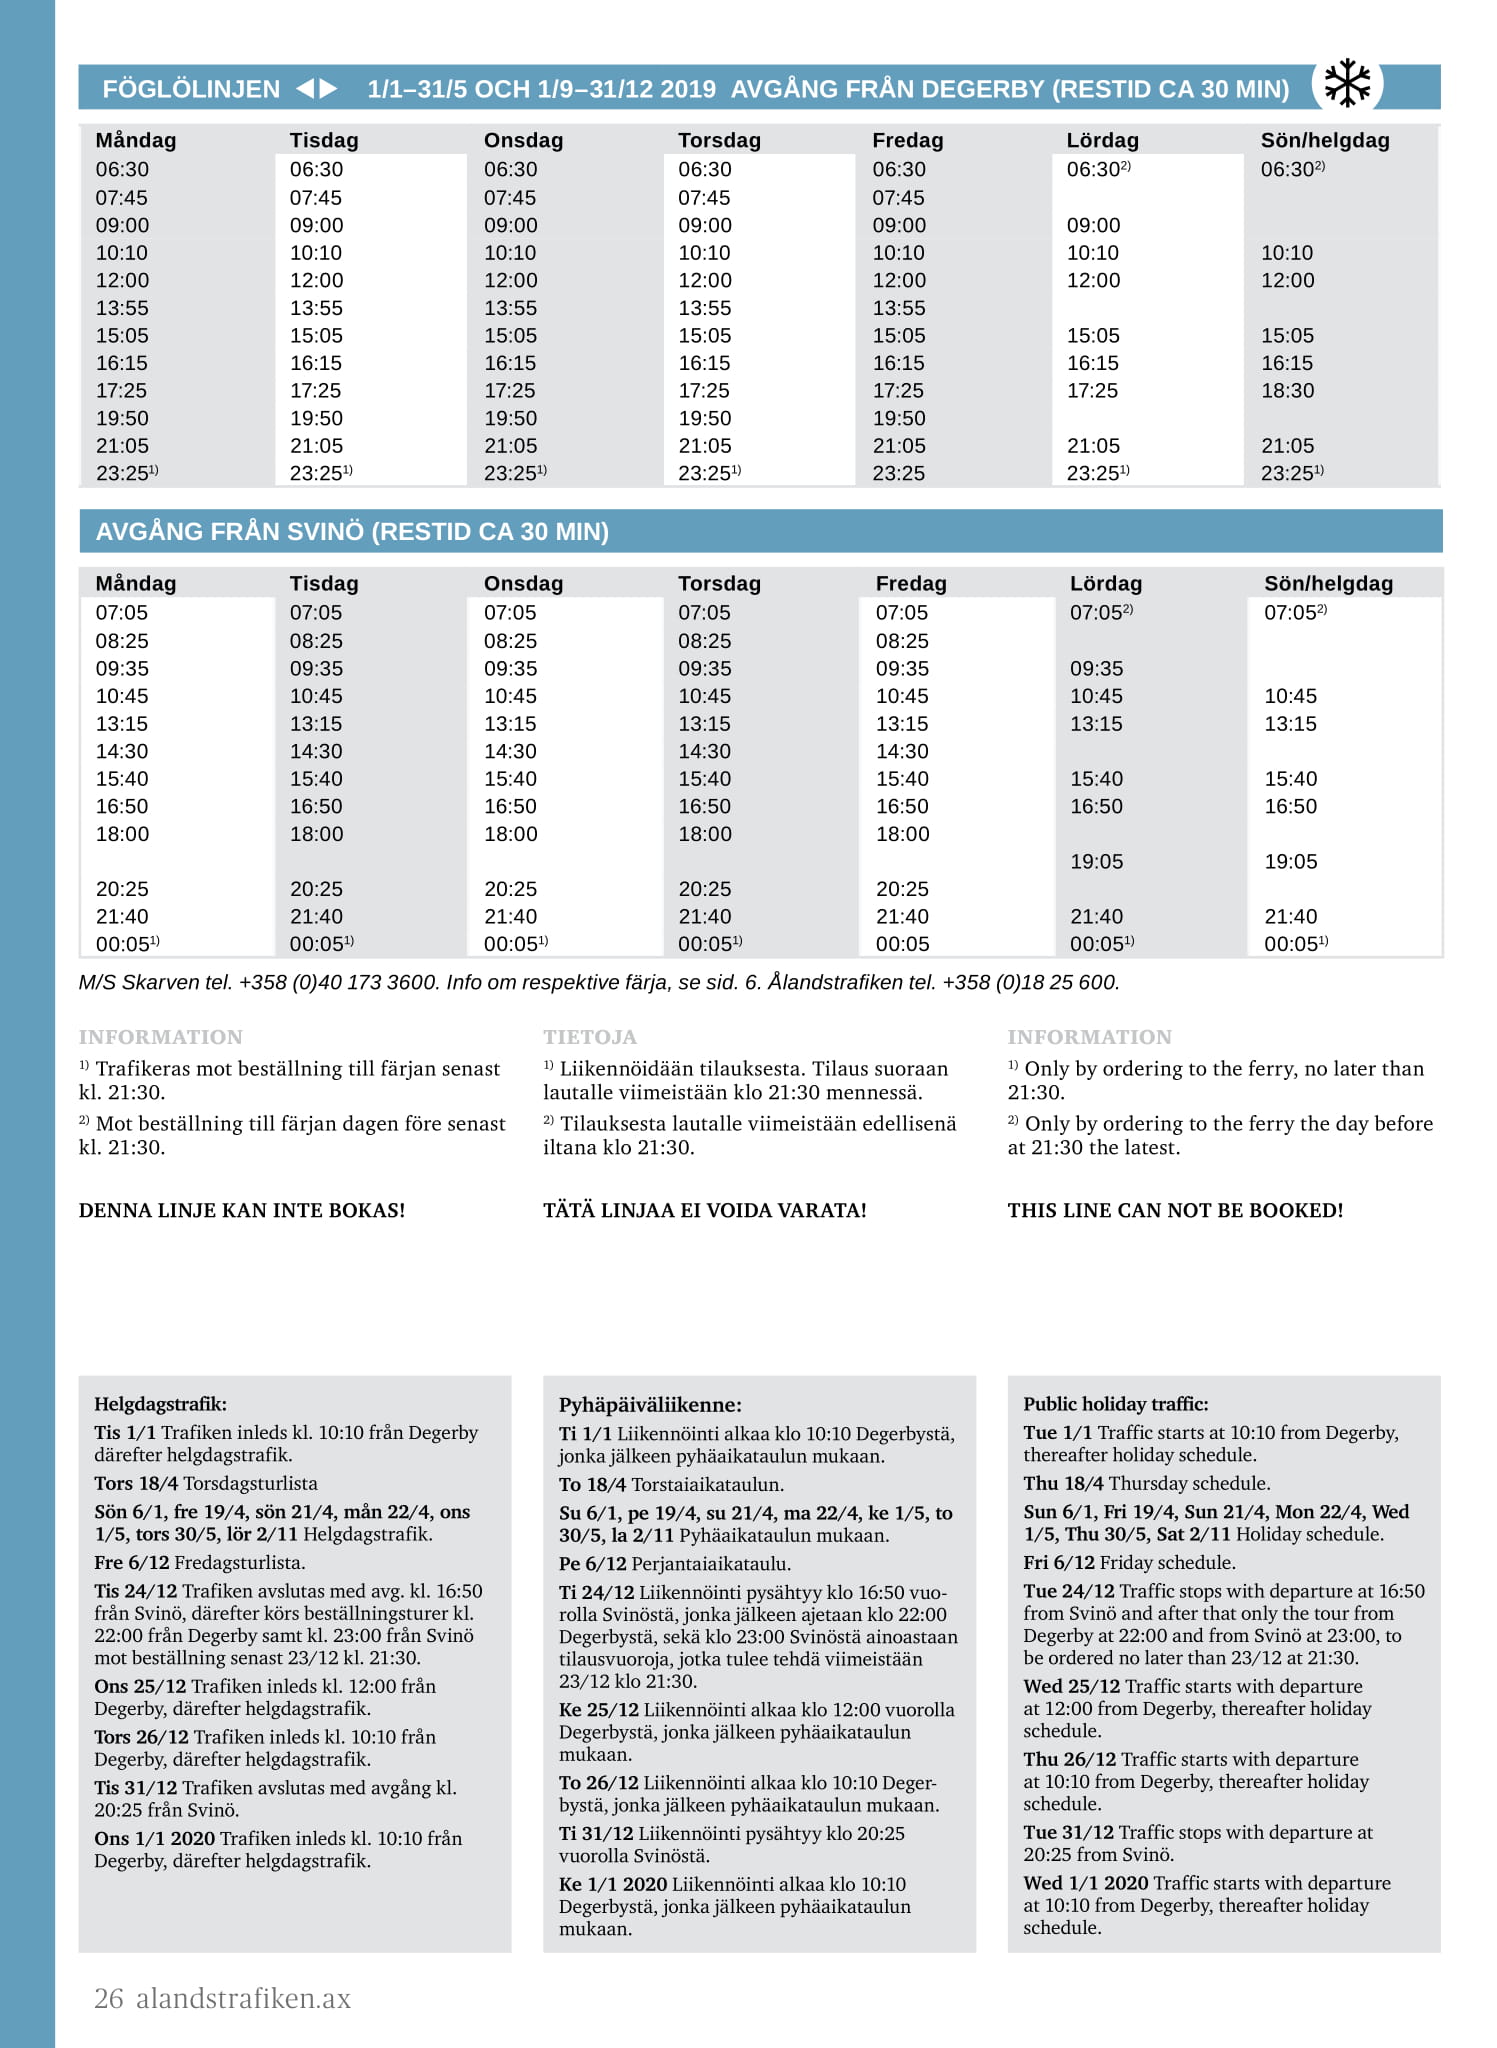 FÖGLÖLINJEN ◀▶ 1/1–31/5 OCH 1/9–31/12 2019 AVGÅNG FRÅN DEGERBY (RESTID CA 30 MIN)
Måndag Tisdag Onsdag Torsdag Fredag Lördag Sön/helgdag
06:30 06:30 06:30 06:30 06:30 06:30²⁾ 06:30²⁾
07:45 07:45 07:45 07:45 07:45
09:00 09:00 09:00 09:00 09:00 09:00
10:10 10:10 10:10 10:10 10:10 10:10 10:10
12:00 12:00 12:00 12:00 12:00 12:00 12:00
13:55 13:55 13:55 13:55 13:55
15:05 15:05 15:05 15:05 15:05 15:05 15:05
16:15 16:15 16:15 16:15 16:15 16:15 16:15
17:25 17:25 17:25 17:25 17:25 17:25 18:30
19:50 19:50 19:50 19:50 19:50
21:05 21:05 21:05 21:05 21:05 21:05 21:05
23:25¹⁾ 23:25¹⁾ 23:25¹⁾ 23:25¹⁾ 23:25 23:25¹⁾ 23:25¹⁾
AVGÅNG FRÅN SVINÖ (RESTID CA 30 MIN)
Måndag Tisdag Onsdag Torsdag Fredag Lördag Sön/helgdag
07:05 07:05 07:05 07:05 07:05 07:05²⁾ 07:05²⁾
08:25 08:25 08:25 08:25 08:25
09:35 09:35 09:35 09:35 09:35 09:35
10:45 10:45 10:45 10:45 10:45 10:45 10:45
13:15 13:15 13:15 13:15 13:15 13:15 13:15
14:30 14:30 14:30 14:30 14:30
15:40 15:40 15:40 15:40 15:40 15:40 15:40
16:50 16:50 16:50 16:50 16:50 16:50 16:50
18:00 18:00 18:00 18:00 18:00
19:05 19:05
20:25 20:25 20:25 20:25 20:25
21:40 21:40 21:40 21:40 21:40 21:40 21:40
00:05¹⁾ 00:05¹⁾ 00:05¹⁾ 00:05¹⁾ 00:05 00:05¹⁾ 00:05¹⁾
M/S Skarven tel. +358 (0)40 173 3600. Info om respektive färja, se sid. 6. Ålandstrafiken tel. +358 (0)18 25 600.
INFORMATION
¹⁾ Trafikeras mot beställning till färjan senast
kl. 21:30.
²⁾ Mot beställning till färjan dagen före senast
kl. 21:30.
DENNA LINJE KAN INTE BOKAS!
TIETOJA
¹⁾ Liikennöidään tilauksesta. Tilaus suoraan
lautalle viimeistään klo 21:30 mennessä.
²⁾ Tilauksesta lautalle viimeistään edellisenä
iltana klo 21:30.
TÄTÄ LINJAA EI VOIDA VARATA!
INFORMATION
¹⁾ Only by ordering to the ferry, no later than
21:30.
²⁾ Only by ordering to the ferry the day before
at 21:30 the latest.
THIS LINE CAN NOT BE BOOKED!
Helgdagstrafik:
Tis 1/1 Trafiken inleds kl. 10:10 från Degerby
därefter helgdagstrafik.
Tors 18/4 Torsdagsturlista
Sön 6/1, fre 19/4, sön 21/4, mån 22/4, ons
1/5, tors 30/5, lör 2/11 Helgdagstrafik.
Fre 6/12 Fredagsturlista.
Tis 24/12 Trafiken avslutas med avg. kl. 16:50
från Svinö, därefter körs beställningsturer kl.
22:00 från Degerby samt kl. 23:00 från Svinö
mot beställning senast 23/12 kl. 21:30.
Ons 25/12 Trafiken inleds kl. 12:00 från
Degerby, därefter helgdagstrafik.
Tors 26/12 Trafiken inleds kl. 10:10 från
Degerby, därefter helgdagstrafik.
Tis 31/12 Trafiken avslutas med avgång kl.
20:25 från Svinö.
Ons 1/1 2020 Trafiken inleds kl. 10:10 från
Degerby, därefter helgdagstrafik.
Pyhäpäiväliikenne:
Ti 1/1 Liikennöinti alkaa klo 10:10 Degerbystä,
jonka jälkeen pyhäaikataulun mukaan.
To 18/4 Torstaiaikataulun.
Su 6/1, pe 19/4, su 21/4, ma 22/4, ke 1/5, to
30/5, la 2/11 Pyhäaikataulun mukaan.
Pe 6/12 Perjantaiaikataulu.
Ti 24/12 Liikennöinti pysähtyy klo 16:50 vuo-
rolla Svinöstä, jonka jälkeen ajetaan klo 22:00
Degerbystä, sekä klo 23:00 Svinöstä ainoastaan
tilausvuoroja, jotka tulee tehdä viimeistään
23/12 klo 21:30.
Ke 25/12 Liikennöinti alkaa klo 12:00 vuorolla
Degerbystä, jonka jälkeen pyhäaikataulun
mukaan.
To 26/12 Liikennöinti alkaa klo 10:10 Deger-
bystä, jonka jälkeen pyhäaikataulun mukaan.
Ti 31/12 Liikennöinti pysähtyy klo 20:25
vuorolla Svinöstä.
Ke 1/1 2020 Liikennöinti alkaa klo 10:10
Degerbystä, jonka jälkeen pyhäaikataulun
mukaan.
Public holiday traffic:
Tue 1/1 Traffic starts at 10:10 from Degerby,
thereafter holiday schedule.
Thu 18/4 Thursday schedule.
Sun 6/1, Fri 19/4, Sun 21/4, Mon 22/4, Wed
1/5, Thu 30/5, Sat 2/11 Holiday schedule.
Fri 6/12 Friday schedule.
Tue 24/12 Traffic stops with departure at 16:50
from Svinö and after that only the tour from
Degerby at 22:00 and from Svinö at 23:00, to
be ordered no later than 23/12 at 21:30.
Wed 25/12 Traffic starts with departure
at 12:00 from Degerby, thereafter holiday
schedule.
Thu 26/12 Traffic starts with departure
at 10:10 from Degerby, thereafter holiday
schedule.
Tue 31/12 Traffic stops with departure at
20:25 from Svinö.
Wed 1/1 2020 Traffic starts with departure
at 10:10 from Degerby, thereafter holiday
schedule.
26 alandstrafiken.ax